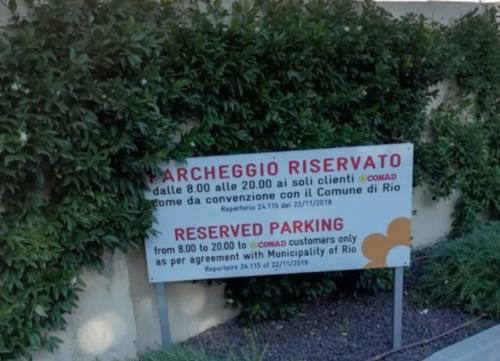 PARCHEGGIO RISERVATO
dalle 8.00 alle 20.00 ai soli clienti CONAD
come da convenzione con il Comune di Rio
Repertorio 24.115 del 22/11/2019
RESERVED PARKING
from 8.00 to 20.00 to CONAD customers only
as per agreement with Municipality of Rio
Repertoire 24.115 of 22/11/2019